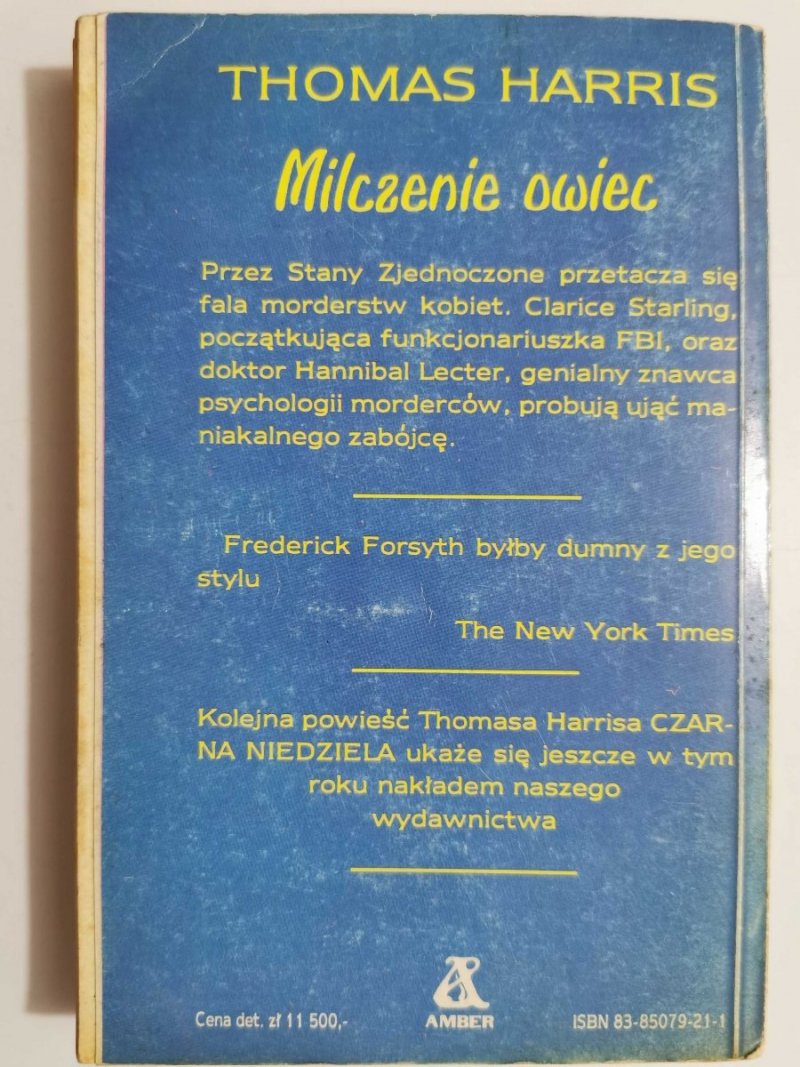 THOMAS HARRIS
Milczenie owiec
Przez Stany Zjednoczone przetacza się
fala morderstw kobiet. Clarice Starling,
początkująca funkcjonariuszka FBI, oraz
doktor Hannibal Lecter, genialny znawca
psychologii morderców, probują ująć ma-
niakalnego zabójcę.
Frederick Forsyth byłby dumny z jego
stylu
The New York Times
Kolejna powieść Thomasa Harrisa CZAR-
NA NIEDZIELA ukaże się jeszcze w tym
roku nakładem naszego
wydawnictwa
AMBER
Cena det. zł 11 500,-
ISBN 83-85079-21-1